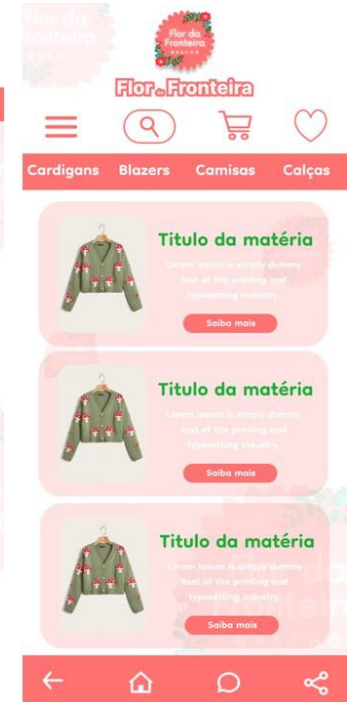 Flor da
Fronteira
BRECHÓ
Flor da Fronteira
Cardigans Blazers Camisas Calças
Titulo da matéria
Lorem Ipsum is simply dummy
text of the printing and
typesetting industry.
Saiba mais
Titulo da matéria
Lorem Ipsum is simply dummy
text of the printing and
typesetting industry.
Saiba mais
Titulo da matéria
Lorem Ipsum is simply dummy
text of the printing and
typesetting industry.
Saiba mais